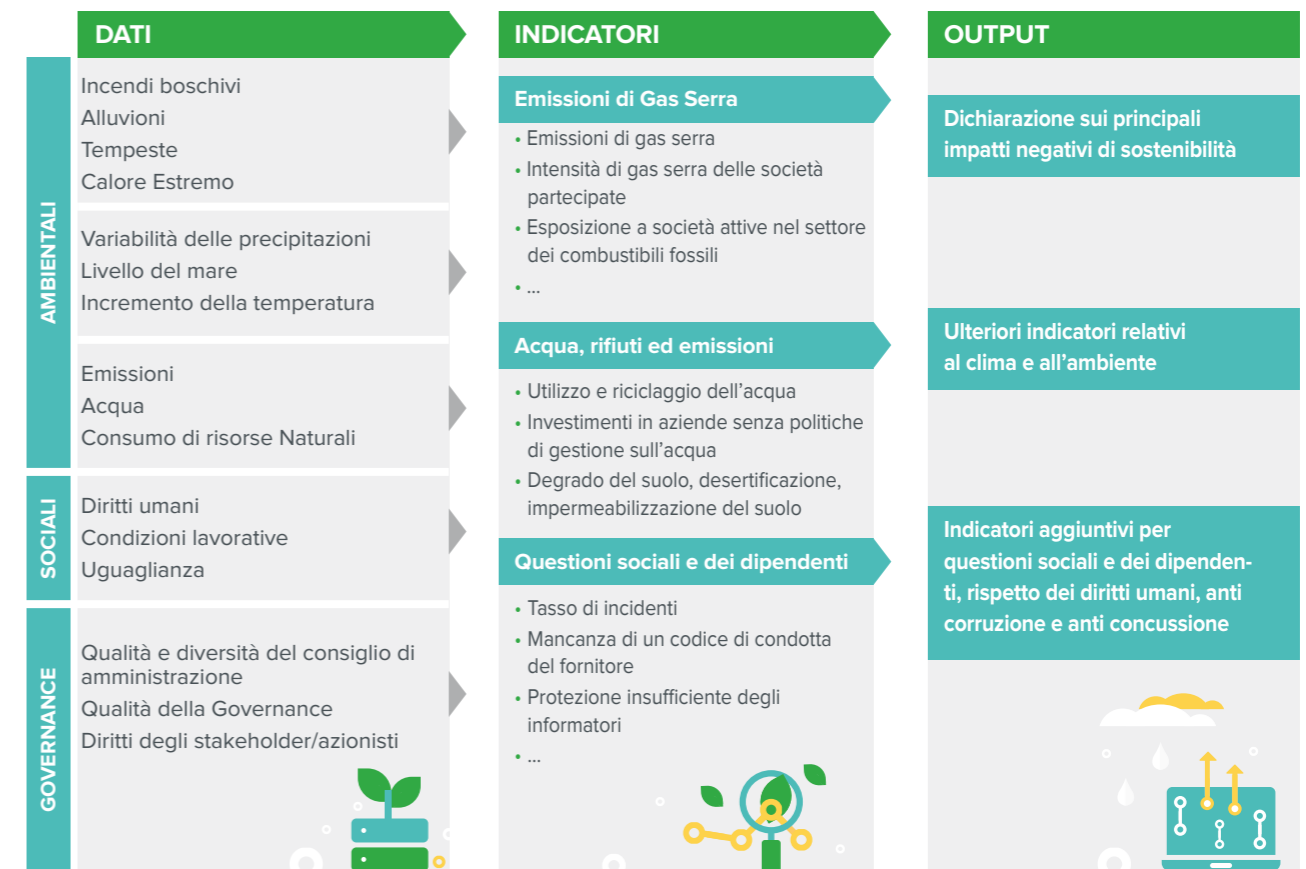 DATI
AMBIENTALI
Incendi boschivi
Alluvioni
Tempeste
Calore Estremo
Variabilità delle precipitazioni
Livello del mare
Incremento della temperatura
Emissioni
Acqua
Consumo di risorse Naturali
SOCIALI
Diritti umani
Condizioni lavorative
Uguaglianza
GOVERNANCE
Qualità e diversità del consiglio di
amministrazione
Qualità della Governance
Diritti degli stakeholder/azionisti
INDICATORI
Emissioni di Gas Serra
• Emissioni di gas serra
• Intensità di gas serra delle società
partecipate
• Esposizione a società attive nel settore
dei combustibili fossili
• ...
Acqua, rifiuti ed emissioni
• Utilizzo e riciclaggio dell’acqua
• Investimenti in aziende senza politiche
di gestione sull’acqua
• Degrado del suolo, desertificazione,
impermeabilizzazione del suolo
Questioni sociali e dei dipendenti
• Tasso di incidenti
• Mancanza di un codice di condotta
del fornitore
• Protezione insufficiente degli
informatori
• ...
OUTPUT
Dichiarazione sui principali
impatti negativi di sostenibilità
Ulteriori indicatori relativi
al clima e all’ambiente
Indicatori aggiuntivi per
questioni sociali e dei dipenden-
ti, rispetto dei diritti umani, anti
corruzione e anti concussione